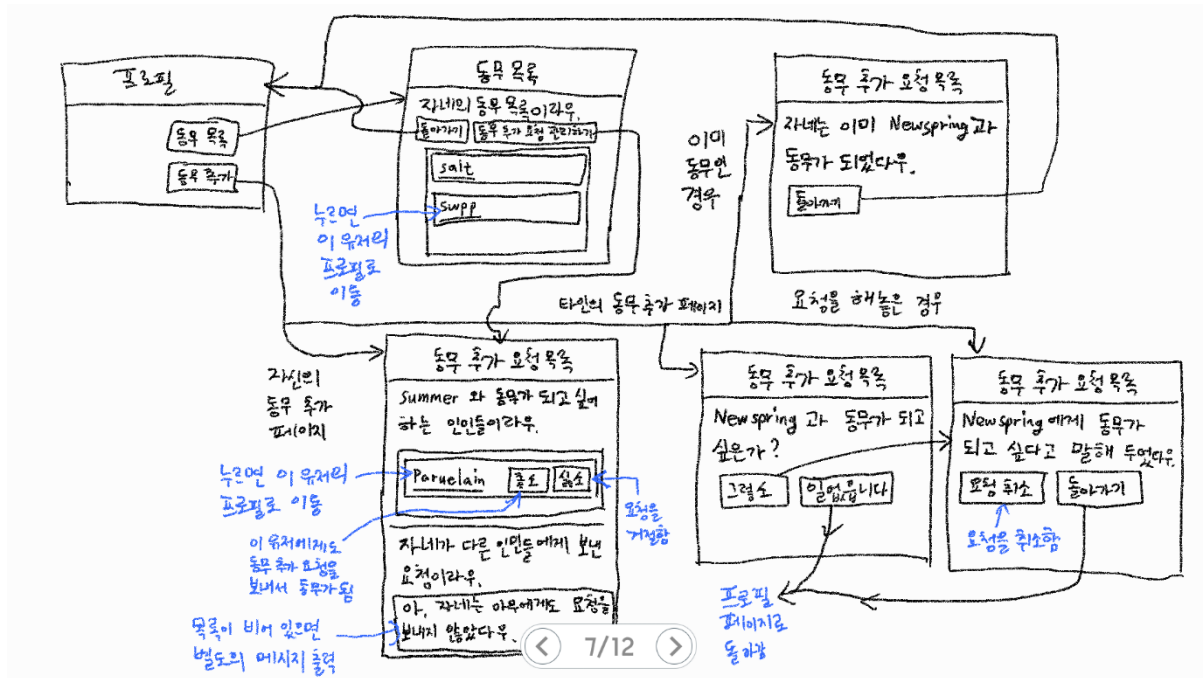 프로필
동무 목록
동무 추가
동무 목록
자네의 동무 목록이라우.
돌아가기
동무 추가 요청 관리하기
salt
swpp
누르면
이 유저의
프로필로
이동
이미
동무인
경우
동무 추가 요청 목록
자네는 이미 Newspring과
동무가 되었다우.
돌아가기
타인의 동무 추가 페이지
요청을 해놓은 경우
자신의
동무 추가
페이지
동무 추가 요청 목록
Summer 와 동무가 되고 싶어
하는 인민들이라우.
좋소
싫소
누르면 이 유저의
프로필로 이동
이 유저에게도
동무 추가 요청을
보내서 동무가 됨
요청을
거절함
자네가 다른 인민들에게 보낸
요청이라우.
아, 자네는 아무에게도 요청을
보내지 않았다우.
목록이 비어 있으면
별도의 메시지 출력
동무 추가 요청 목록
Newspring 과 동무가 되고
싶은가?
그렇소
일없습니다
동무 추가 요청 목록
Newspring에게 동무가
되고 싶다고 말해 두었다우.
요청 취소
돌아가기
요청을 취소함
프로필
페이지로
돌아감
7/12